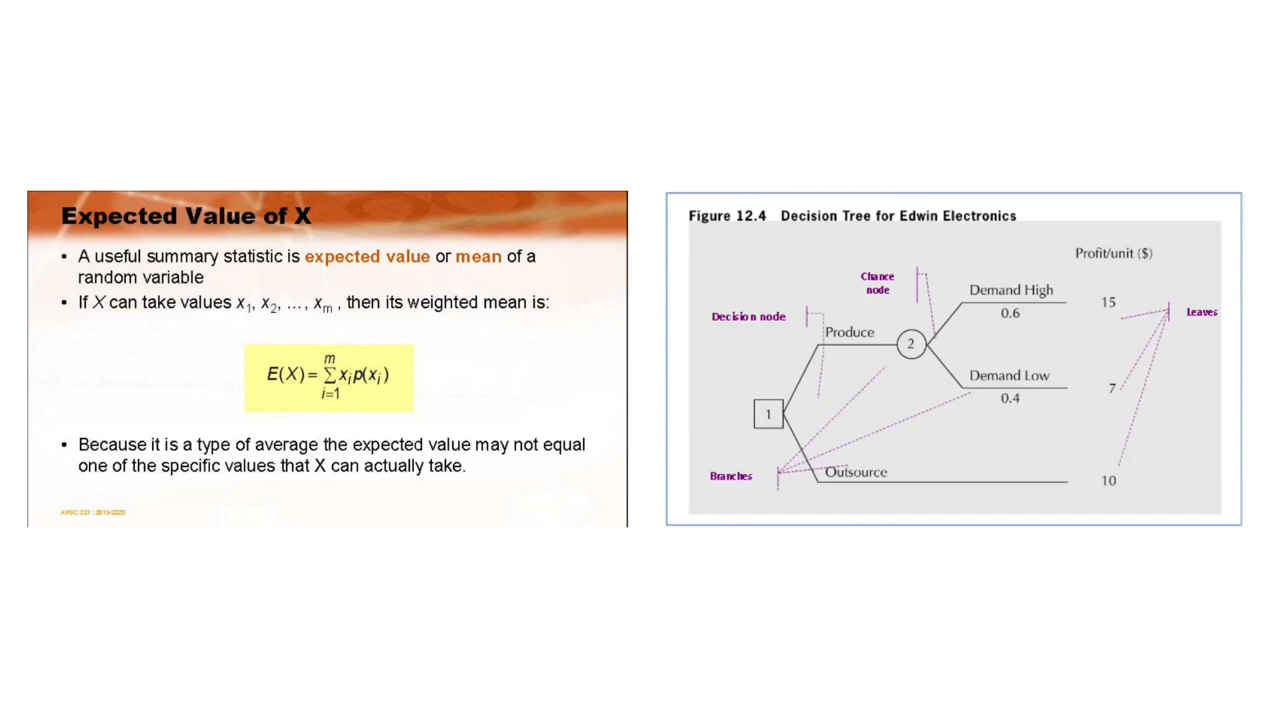 Expected Value of X
• A useful summary statistic is expected value or mean of a
random variable
• If X can take values x1, x2, …, xm , then its weighted mean is:
m
E(X) = ∑ xip(xi)
i=1
• Because it is a type of average the expected value may not equal
one of the specific values that X can actually take.
221 : 2019-2020
Figure 12.4 Decision Tree for Edwin Electronics
Profit/unit ($)
Chance
node
Demand High
15
0.6
Leaves
Decision node
Produce
2
Demand Low
7
0.4
1
Branches
Outsource
10